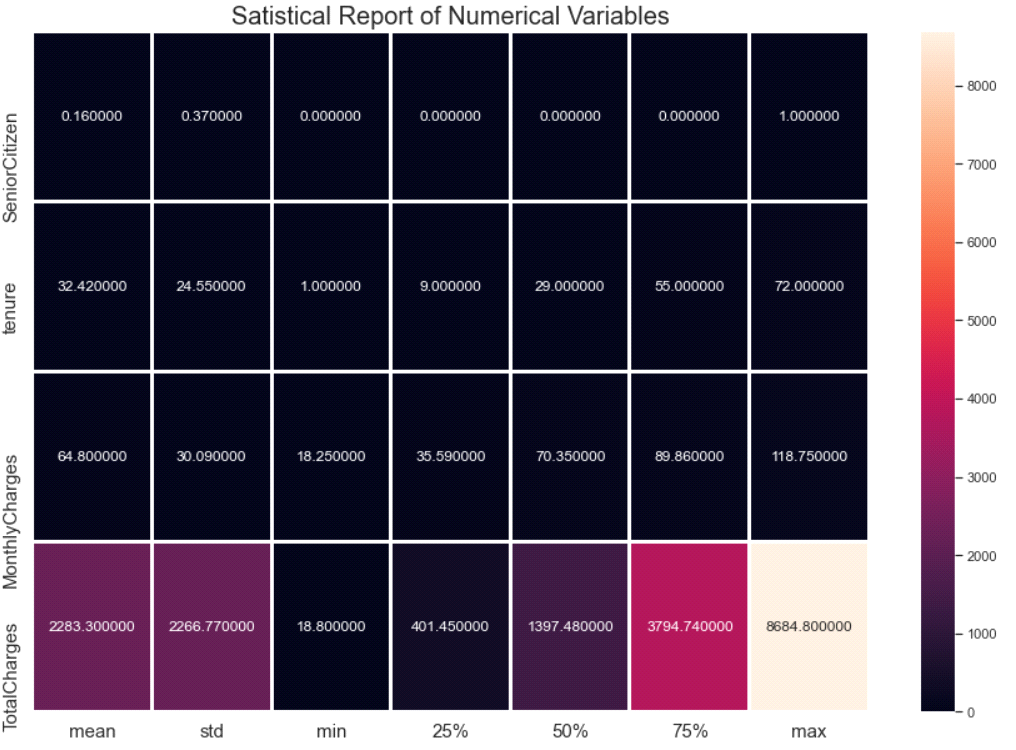 Satistical Report of Numerical Variables
SeniorCitizen
0.160000 0.370000 0.000000 0.000000 0.000000 0.000000 1.000000
tenure
32.420000 24.550000 1.000000 9.000000 29.000000 55.000000 72.000000
MonthlyCharges
64.800000 30.090000 18.250000 35.590000 70.350000 89.860000 118.750000
TotalCharges
2283.300000 2266.770000 18.800000 401.450000 1397.480000 3794.740000 8684.800000
mean std min 25% 50% 75% max
8000
7000
6000
5000
4000
3000
2000
1000
0